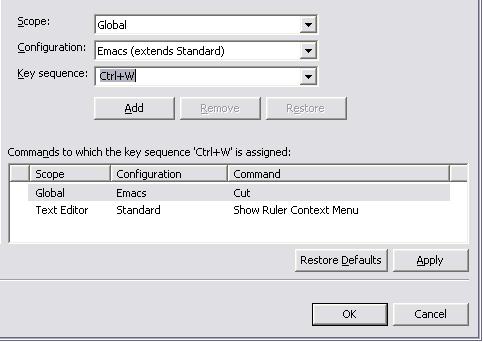 Scope: Global
Configuration: Emacs (extends Standard)
Key sequence: Ctrl+W
Add Remove Restore
Commands to which the key sequence 'Ctrl+W' is assigned:
Scope Configuration Command
Global Emacs Cut
Text Editor Standard Show Ruler Context Menu
Restore Defaults Apply
OK Cancel